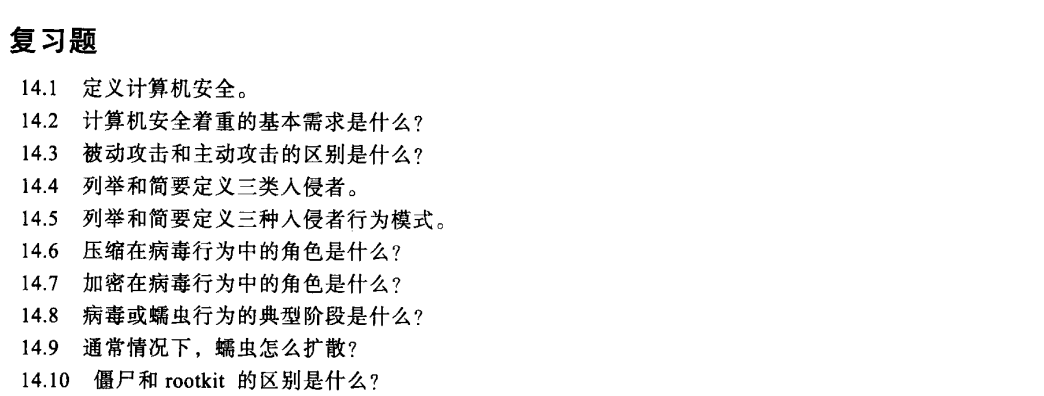 复习题
14.1 定义计算机安全。
14.2 计算机安全着重的基本需求是什么?
14.3 被动攻击和主动攻击的区别是什么?
14.4 列举和简要定义三类入侵者。
14.5 列举和简要定义三种入侵者行为模式。
14.6 压缩在病毒行为中的角色是什么?
14.7 加密在病毒行为中的角色是什么?
14.8 病毒或蠕虫行为的典型阶段是什么?
14.9 通常情况下，蠕虫怎么扩散?
14.10 僵尸和 rootkit 的区别是什么?